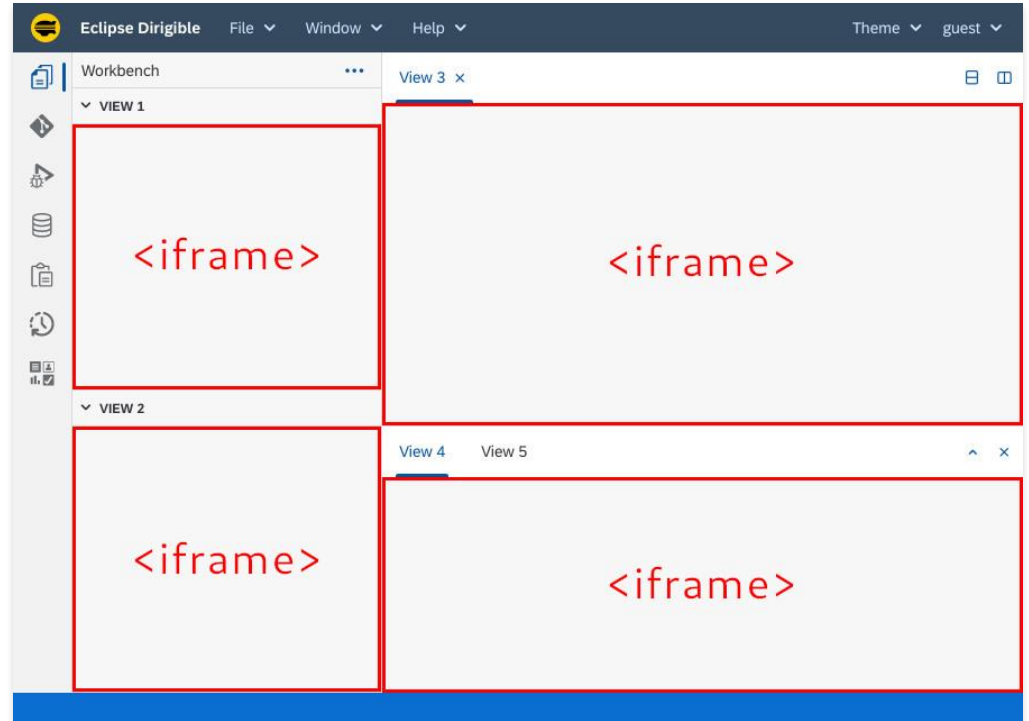 Eclipse Dirigible File Window Help Theme guest
Workbench
VIEW 1
<iframe>
VIEW 2
<iframe>
View 3
<iframe>
View 4 View 5
<iframe>